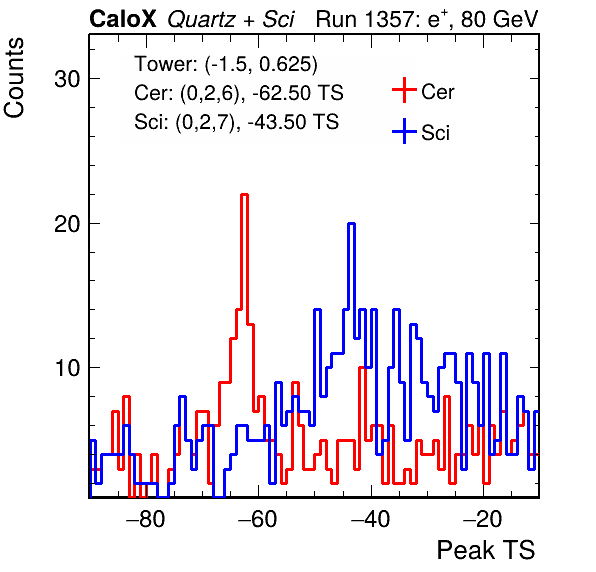 CaloX Quartz + Sci Run 1357: e+, 80 GeV
Counts
Tower: (-1.5, 0.625)
Cer: (0,2,6), -62.50 TS
Sci: (0,2,7), -43.50 TS
Cer
Sci
30
20
10
−80 −60 −40 −20
Peak TS